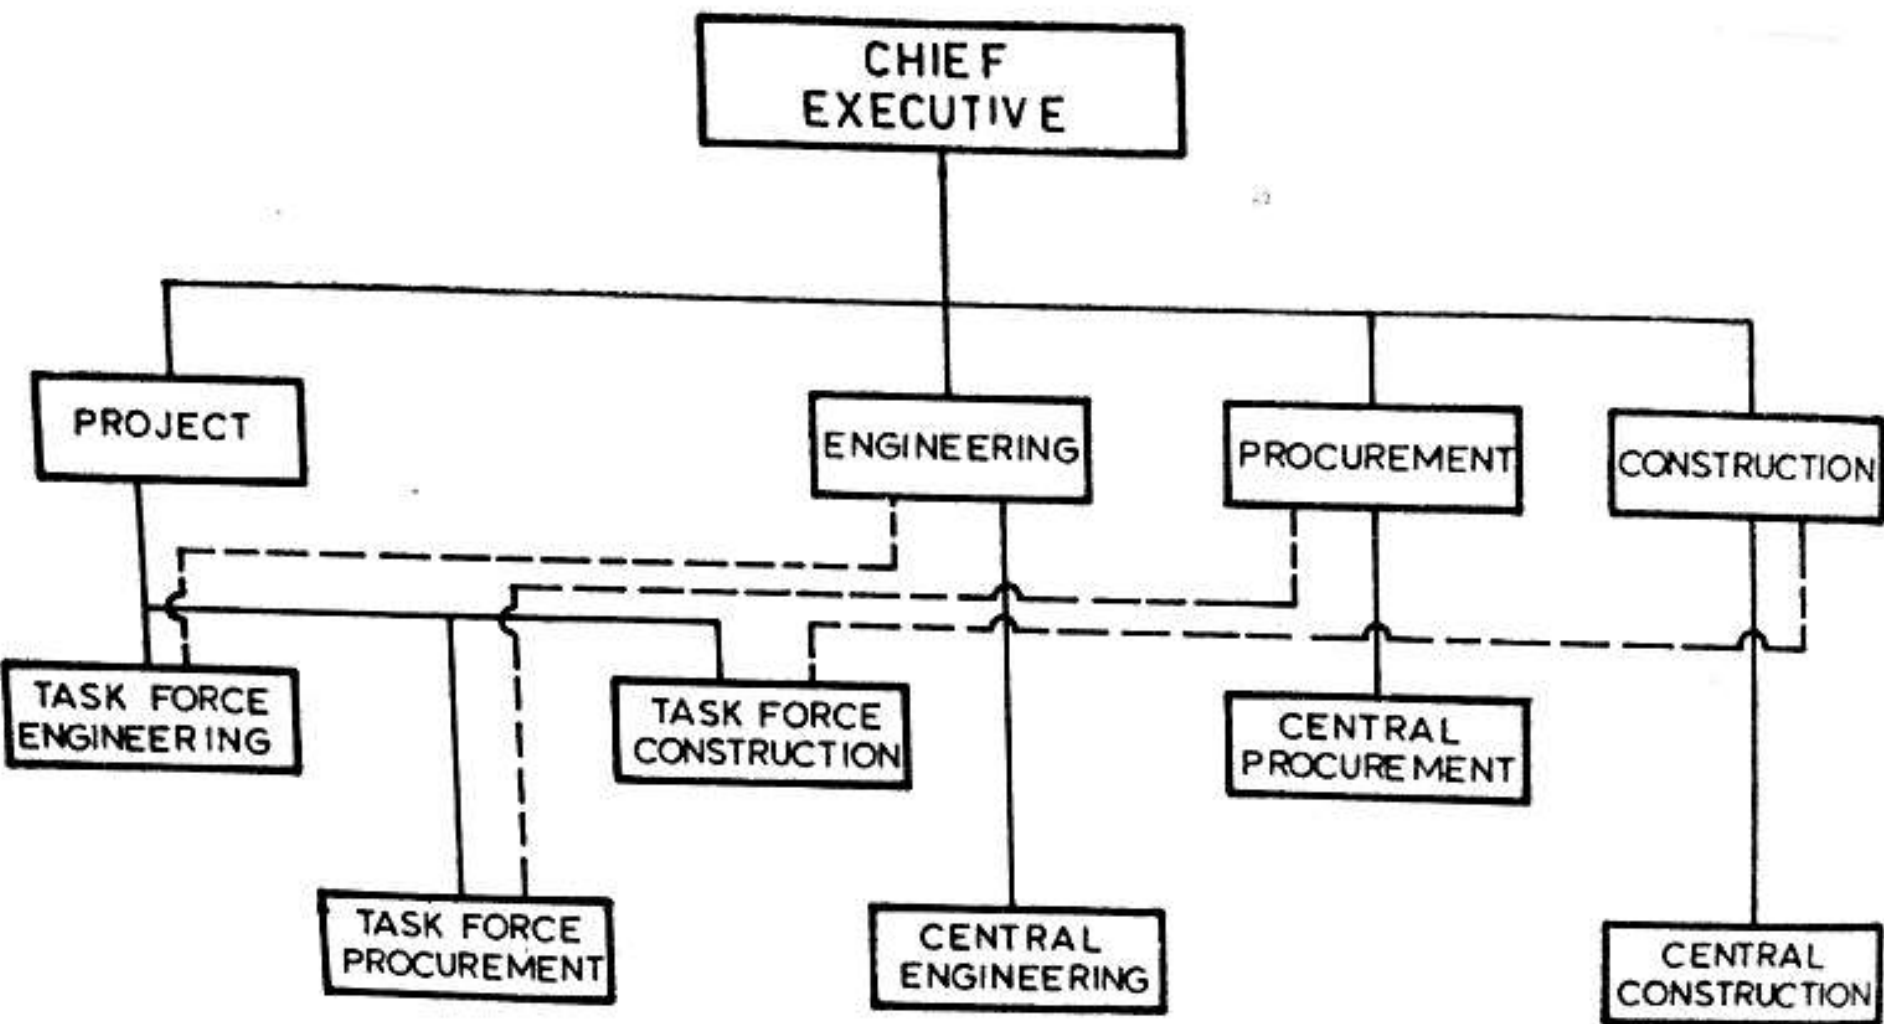 CHIEF
EXECUTIVE
PROJECT
ENGINEERING
PROCUREMENT
CONSTRUCTION
TASK FORCE
ENGINEERING
TASK FORCE
CONSTRUCTION
CENTRAL
PROCUREMENT
TASK FORCE
PROCUREMENT
CENTRAL
ENGINEERING
CENTRAL
CONSTRUCTION